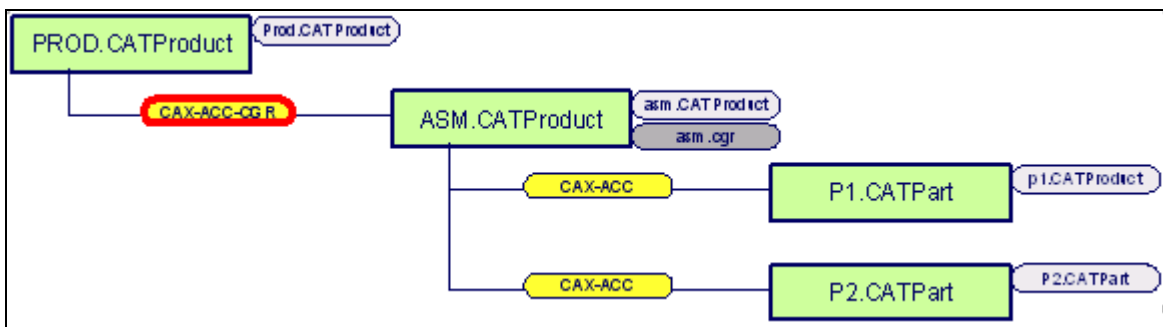 PROD.CATProduct
Prod.CATProduct
CAX-ACC-CGR
ASM.CATProduct
asm.CATProduct
asm.cgr
CAX-ACC
P1.CATPart
p1.CATProduct
CAX-ACC
P2.CATPart
P2.CATPart